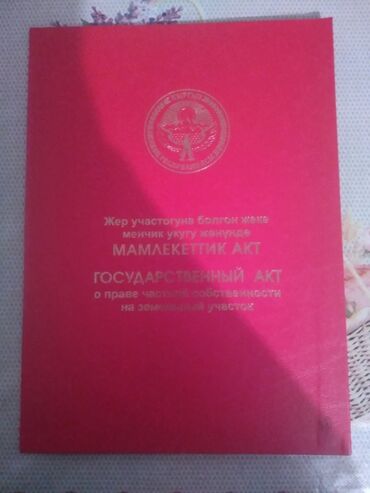 Жер участогуна болгон жеке
менчик укугу жөнүндө
МАМЛЕКЕТТИК АКТ
ГОСУДАРСТВЕННЫЙ АКТ
о праве частной собственности
на земельный участок